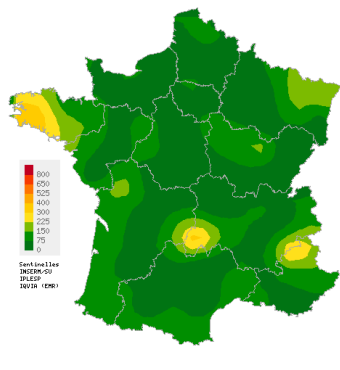 800
650
525
400
300
225
150
75
0
Sentinelles
INSERM/SU
IPLESP
IQVIA (EMR)